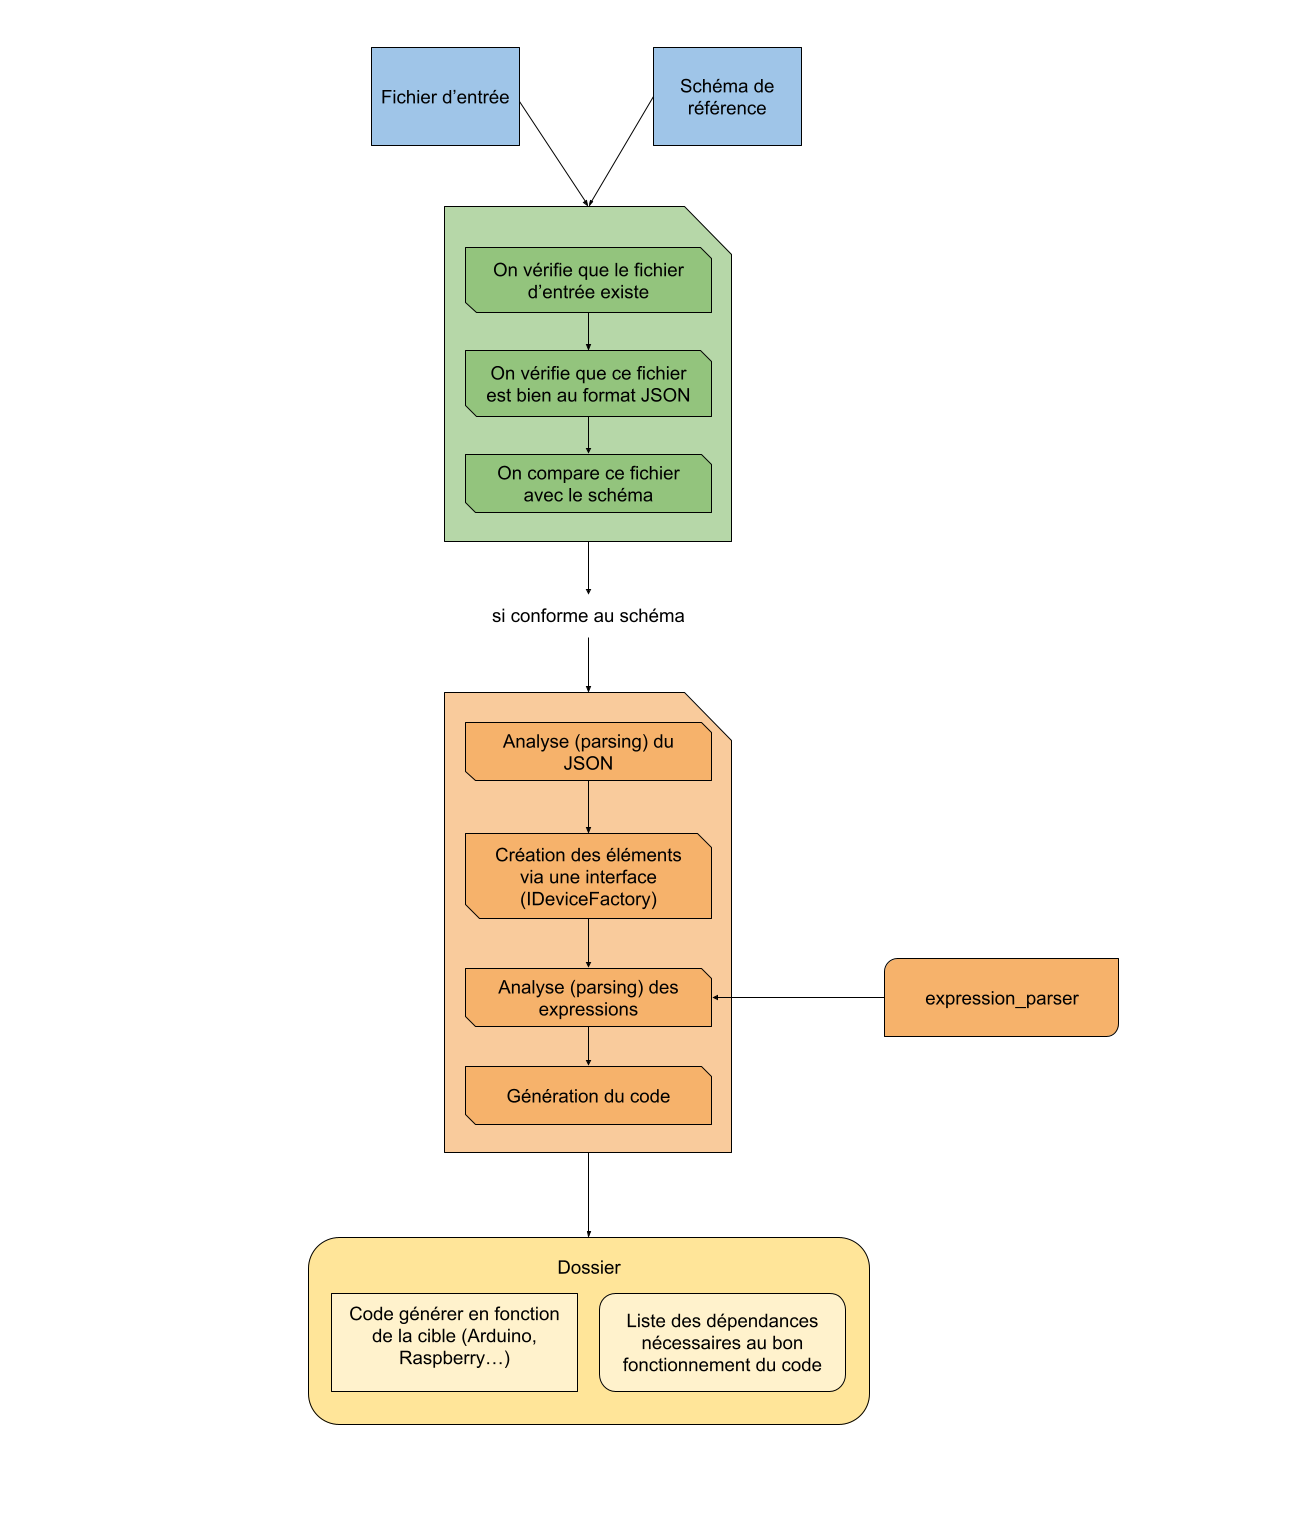 Fichier d’entrée
Schéma de
référence
On vérifie que le fichier
d’entrée existe
On vérifie que ce fichier
est bien au format JSON
On compare ce fichier
avec le schéma
si conforme au schéma
Analyse (parsing) du
JSON
Création des éléments
via une interface
(IDeviceFactory)
Analyse (parsing) des
expressions
expression_parser
Génération du code
Dossier
Code générer en fonction
de la cible (Arduino,
Raspberry…)
Liste des dépendances
nécessaires au bon
fonctionnement du code